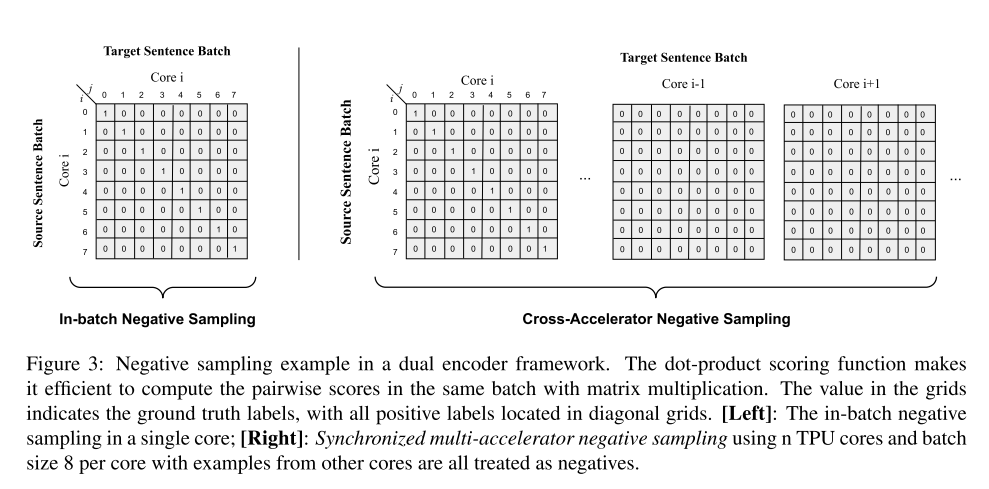 Target Sentence Batch
Core i
j
i
0 1 2 3 4 5 6 7
0 1 0 0 0 0 0 0 0
1 0 1 0 0 0 0 0 0
2 0 0 1 0 0 0 0 0
3 0 0 0 1 0 0 0 0
4 0 0 0 0 1 0 0 0
5 0 0 0 0 0 1 0 0
6 0 0 0 0 0 0 1 0
7 0 0 0 0 0 0 0 1
Source Sentence Batch
Core i
In-batch Negative Sampling
Target Sentence Batch
Core i
j
i
0 1 2 3 4 5 6 7
0 1 0 0 0 0 0 0 0
1 0 1 0 0 0 0 0 0
2 0 0 1 0 0 0 0 0
3 0 0 0 1 0 0 0 0
4 0 0 0 0 1 0 0 0
5 0 0 0 0 0 1 0 0
6 0 0 0 0 0 0 1 0
7 0 0 0 0 0 0 0 1
Source Sentence Batch
Core i
...
Core i-1
0 0 0 0 0 0 0 0
0 0 0 0 0 0 0 0
0 0 0 0 0 0 0 0
0 0 0 0 0 0 0 0
0 0 0 0 0 0 0 0
0 0 0 0 0 0 0 0
0 0 0 0 0 0 0 0
0 0 0 0 0 0 0 0
Core i+1
0 0 0 0 0 0 0 0
0 0 0 0 0 0 0 0
0 0 0 0 0 0 0 0
0 0 0 0 0 0 0 0
0 0 0 0 0 0 0 0
0 0 0 0 0 0 0 0
0 0 0 0 0 0 0 0
0 0 0 0 0 0 0 0
...
Cross-Accelerator Negative Sampling
Figure 3: Negative sampling example in a dual encoder framework. The dot-product scoring function makes
it efficient to compute the pairwise scores in the same batch with matrix multiplication. The value in the grids
indicates the ground truth labels, with all positive labels located in diagonal grids. [Left]: The in-batch negative
sampling in a single core; [Right]: Synchronized multi-accelerator negative sampling using n TPU cores and batch
size 8 per core with examples from other cores are all treated as negatives.